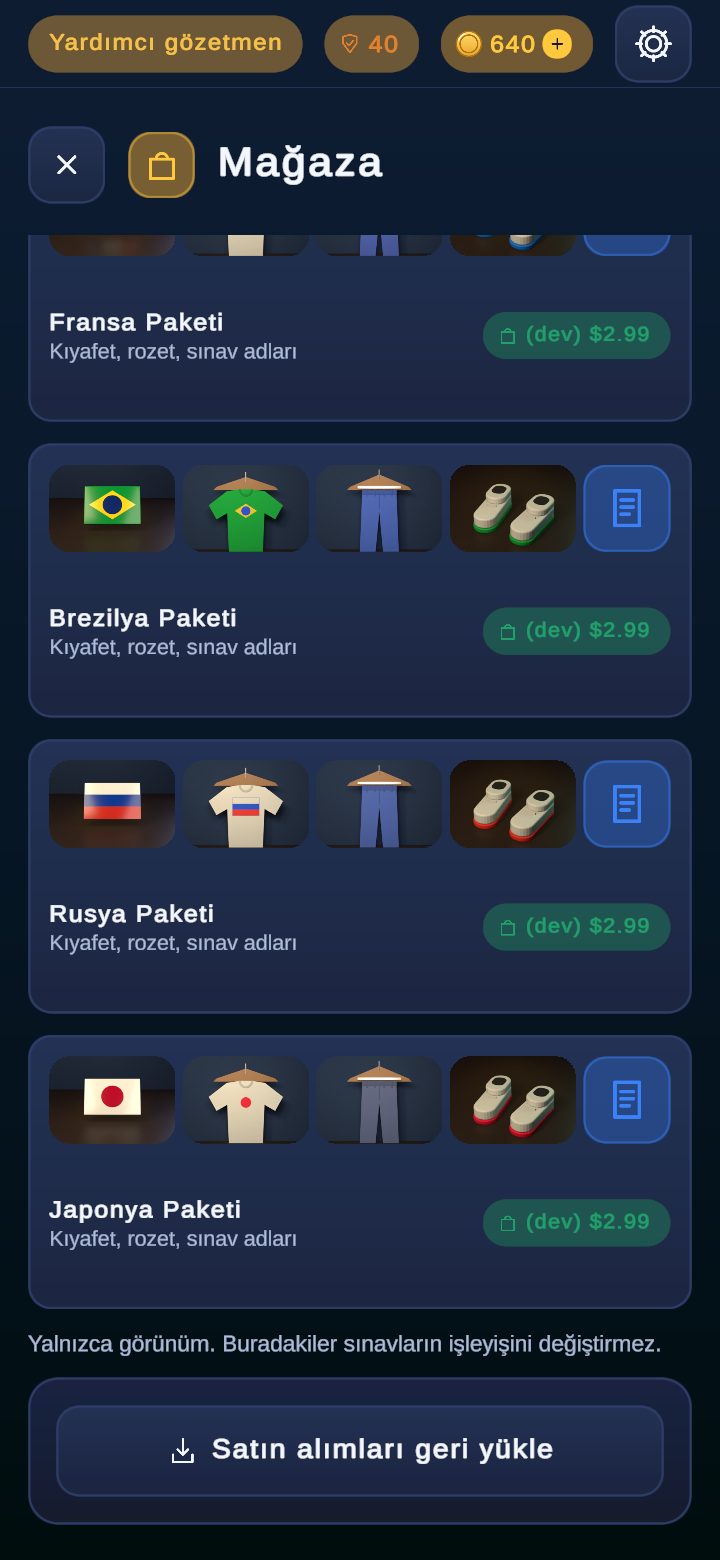 Yardımcı gözetmen
40
640
+
Mağaza
Fransa Paketi
Kıyafet, rozet, sınav adları
(dev) $2.99
Brezilya Paketi
Kıyafet, rozet, sınav adları
(dev) $2.99
Rusya Paketi
Kıyafet, rozet, sınav adları
(dev) $2.99
Japonya Paketi
Kıyafet, rozet, sınav adları
(dev) $2.99
Yalnızca görünüm. Buradakiler sınavların işleyişini değiştirmez.
Satın alımları geri yükle